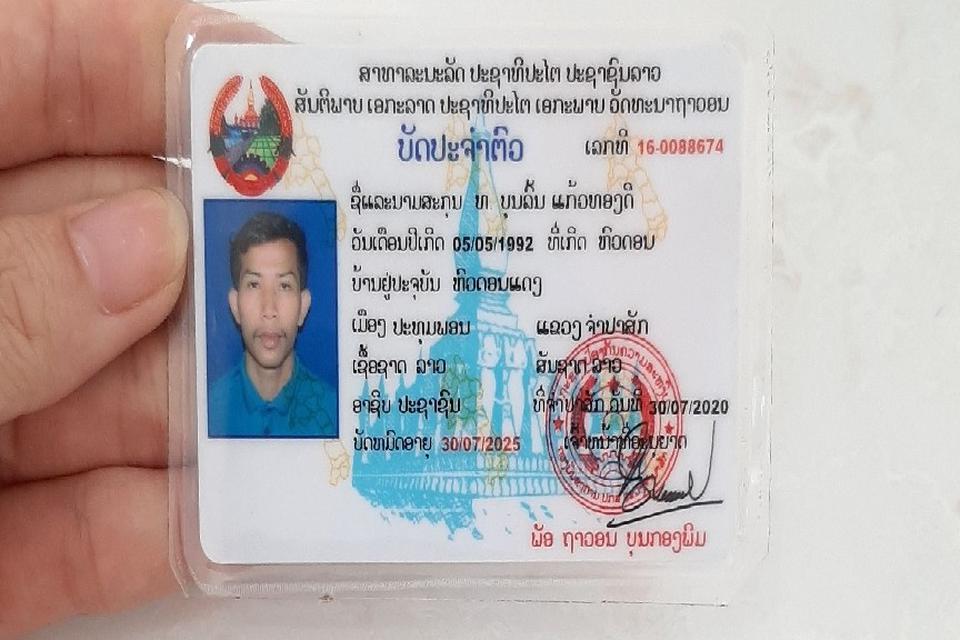 ສາທາລະນະລັດ ປະຊາທິປະໄຕ ປະຊາຊົນລາວ
ສັນຕິພາບ ເອກະລາດ ປະຊາທິປະໄຕ ເອກະພາບ ວັດທະນາຖາວອນ
ບັດປະຈຳຕົວ ເລກທີ 16-0088674
ຊື່ແລະນາມສະກຸນ ທ ບຸນລົ້ນ ແກ້ວທອງດີ
ວັນເດືອນປີເກີດ 05/05/1992 ທີ່ເກີດ ຫົວດອນ
ບ້ານຢູ່ປະຈຸບັນ ຫົວດອນແດງ
ເມືອງ ປະທຸມພອນ ແຂວງ ຈຳປາສັກ
ເຊື້ອຊາດ ລາວ ສັນຊາດ ລາວ
ອາຊີບ ປະຊາຊົນ ທີ່ຈຳປາສັກ ວັນທີ 30/07/2020
ບັດຫມົດອາຍຸ 30/07/2025 ເຈົ້າຫນ້າທີ່ອະນຸຍາດ
ພັອ ຖາວອນ ບຸນກອງພິມ